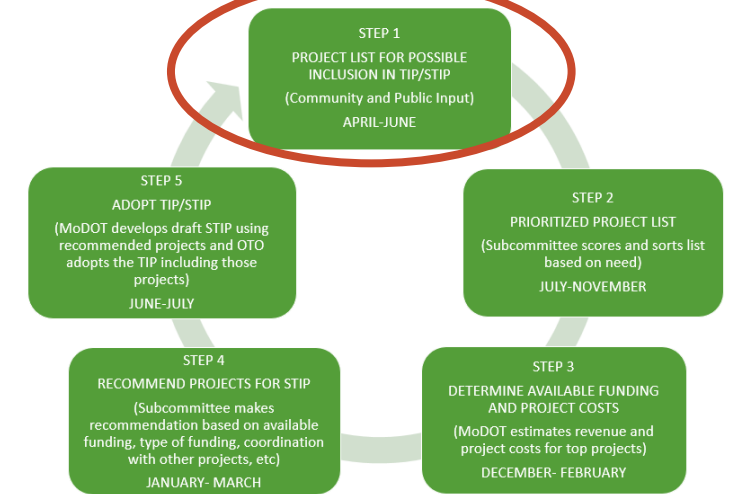 STEP 1
PROJECT LIST FOR POSSIBLE
INCLUSION IN TIP/STIP
(Community and Public Input)
APRIL-JUNE
STEP 2
PRIORITIZED PROJECT LIST
(Subcommittee scores and sorts list
based on need)
JULY-NOVEMBER
STEP 3
DETERMINE AVAILABLE FUNDING
AND PROJECT COSTS
(MoDOT estimates revenue and
project costs for top projects)
DECEMBER- FEBRUARY
STEP 4
RECOMMEND PROJECTS FOR STIP
(Subcommittee makes
recommendation based on available
funding, type of funding, coordination
with other projects, etc)
JANUARY- MARCH
STEP 5
ADOPT TIP/STIP
(MoDOT develops draft STIP using
recommended projects and OTO
adopts the TIP including those
projects)
JUNE-JULY